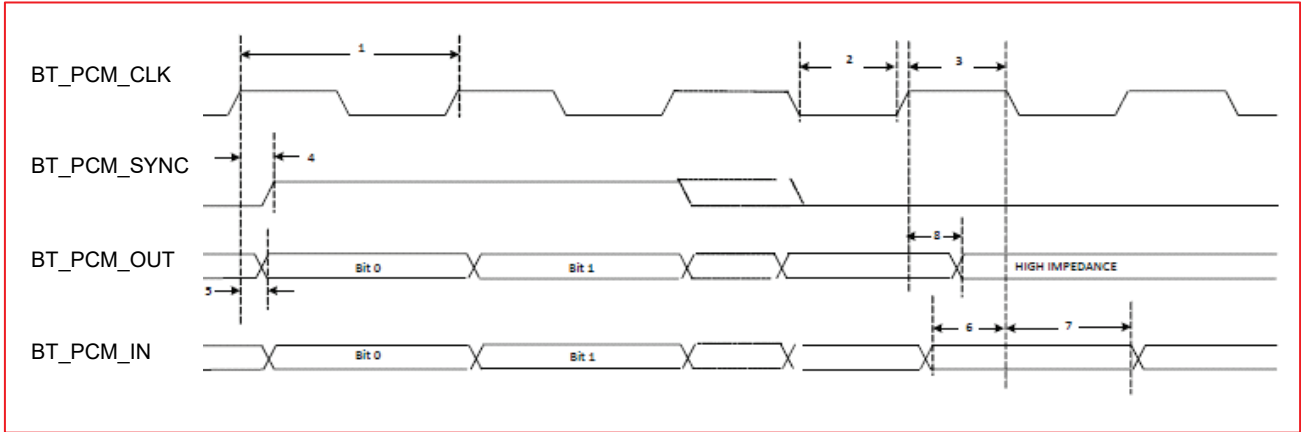 1
2
3
BT_PCM_CLK
BT_PCM_SYNC
4
BT_PCM_OUT
8
Bit 0
Bit 1
HIGH IMPEDANCE
5
6
7
BT_PCM_IN
Bit 0
Bit 1